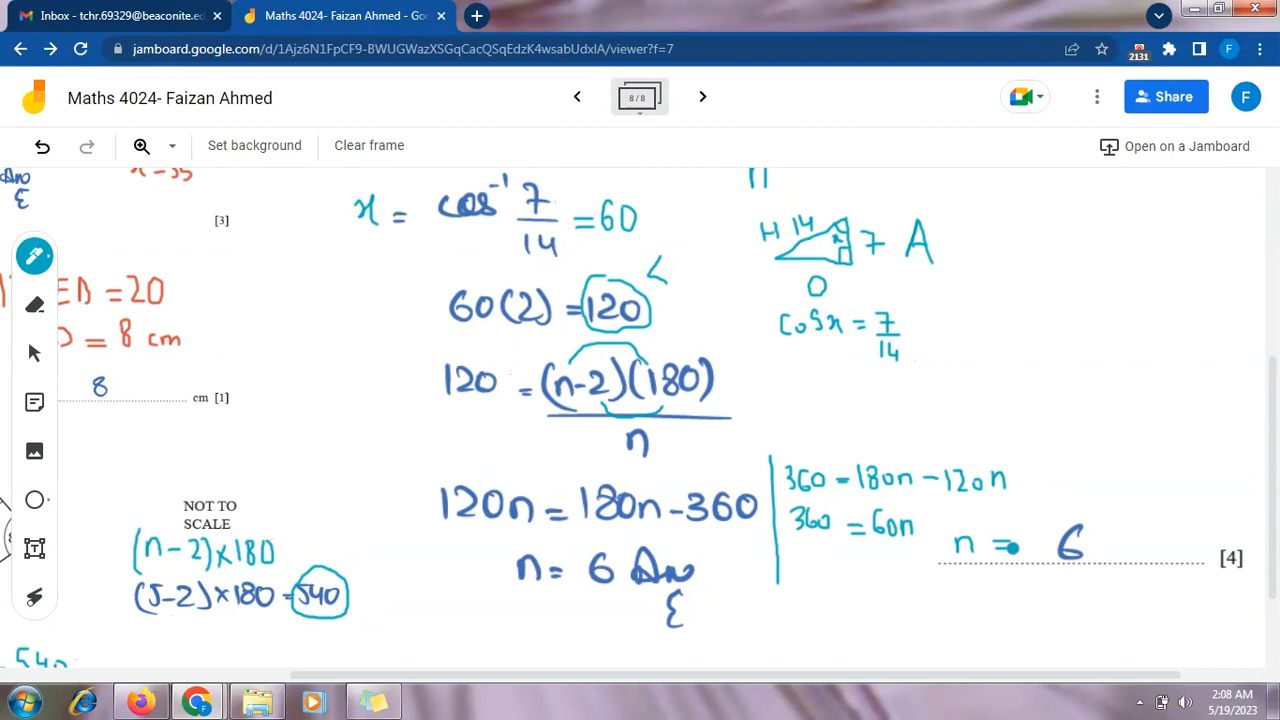 Inbox - tchr.69329@beaconite.ed
Maths 4024- Faizan Ahmed - Go
jamboard.google.com/d/1Ajz6N1FpCF9-BWUGWazXSGqCacQSqEdzK4wsabUdxIA/viewer?f=7
2131
F
Maths 4024- Faizan Ahmed
8 / 8
Share
F
Set background
Clear frame
Open on a Jamboard
Ans
[3]
= 20
= 8 cm
8
cm [1]
NOT TO
SCALE
(n-2)×180
(5-2)×180 = 540
540
x = cos⁻¹ 7/14 = 60
60(2) = 120
120 = (n-2)(180)
n
120n = 180n - 360
n = 6 Ans
H 14 x 7 A
O
cosx = 7/14
360 = 180n - 120n
360 = 60n
n = 6
[4]
2:08 AM
5/19/2023